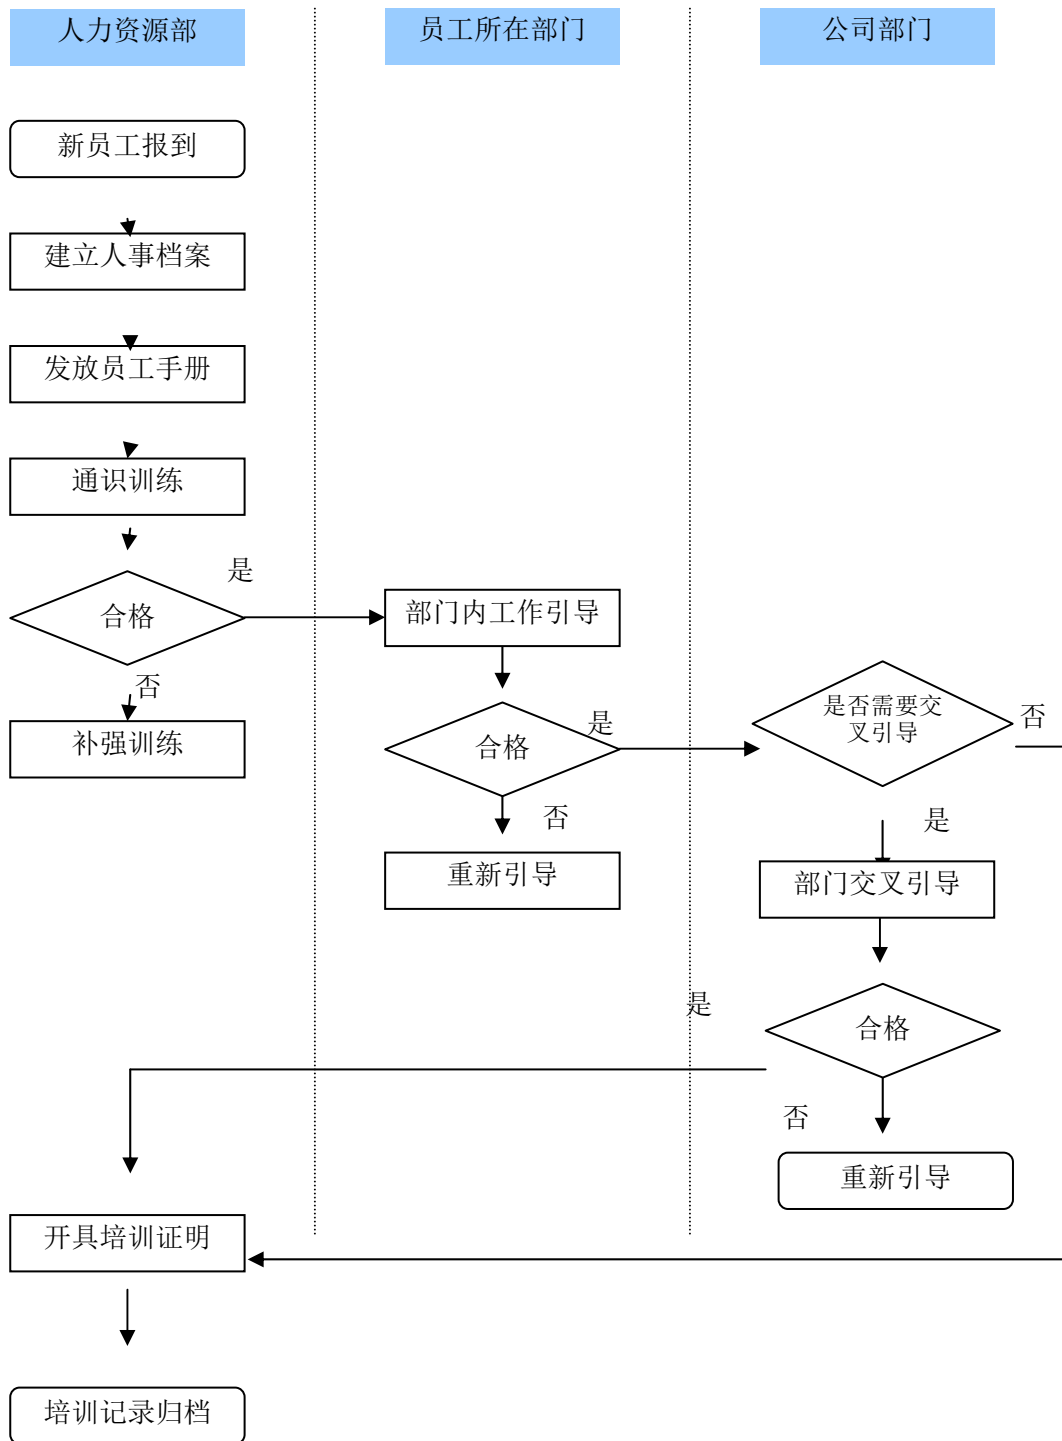 人力资源部
员工所在部门
公司部门
新员工报到
建立人事档案
发放员工手册
通识训练
是
合格
部门内工作引导
否
补强训练
是
合格
是否需要交
叉引导
否
否
重新引导
是
部门交叉引导
是
合格
否
重新引导
开具培训证明
培训记录归档